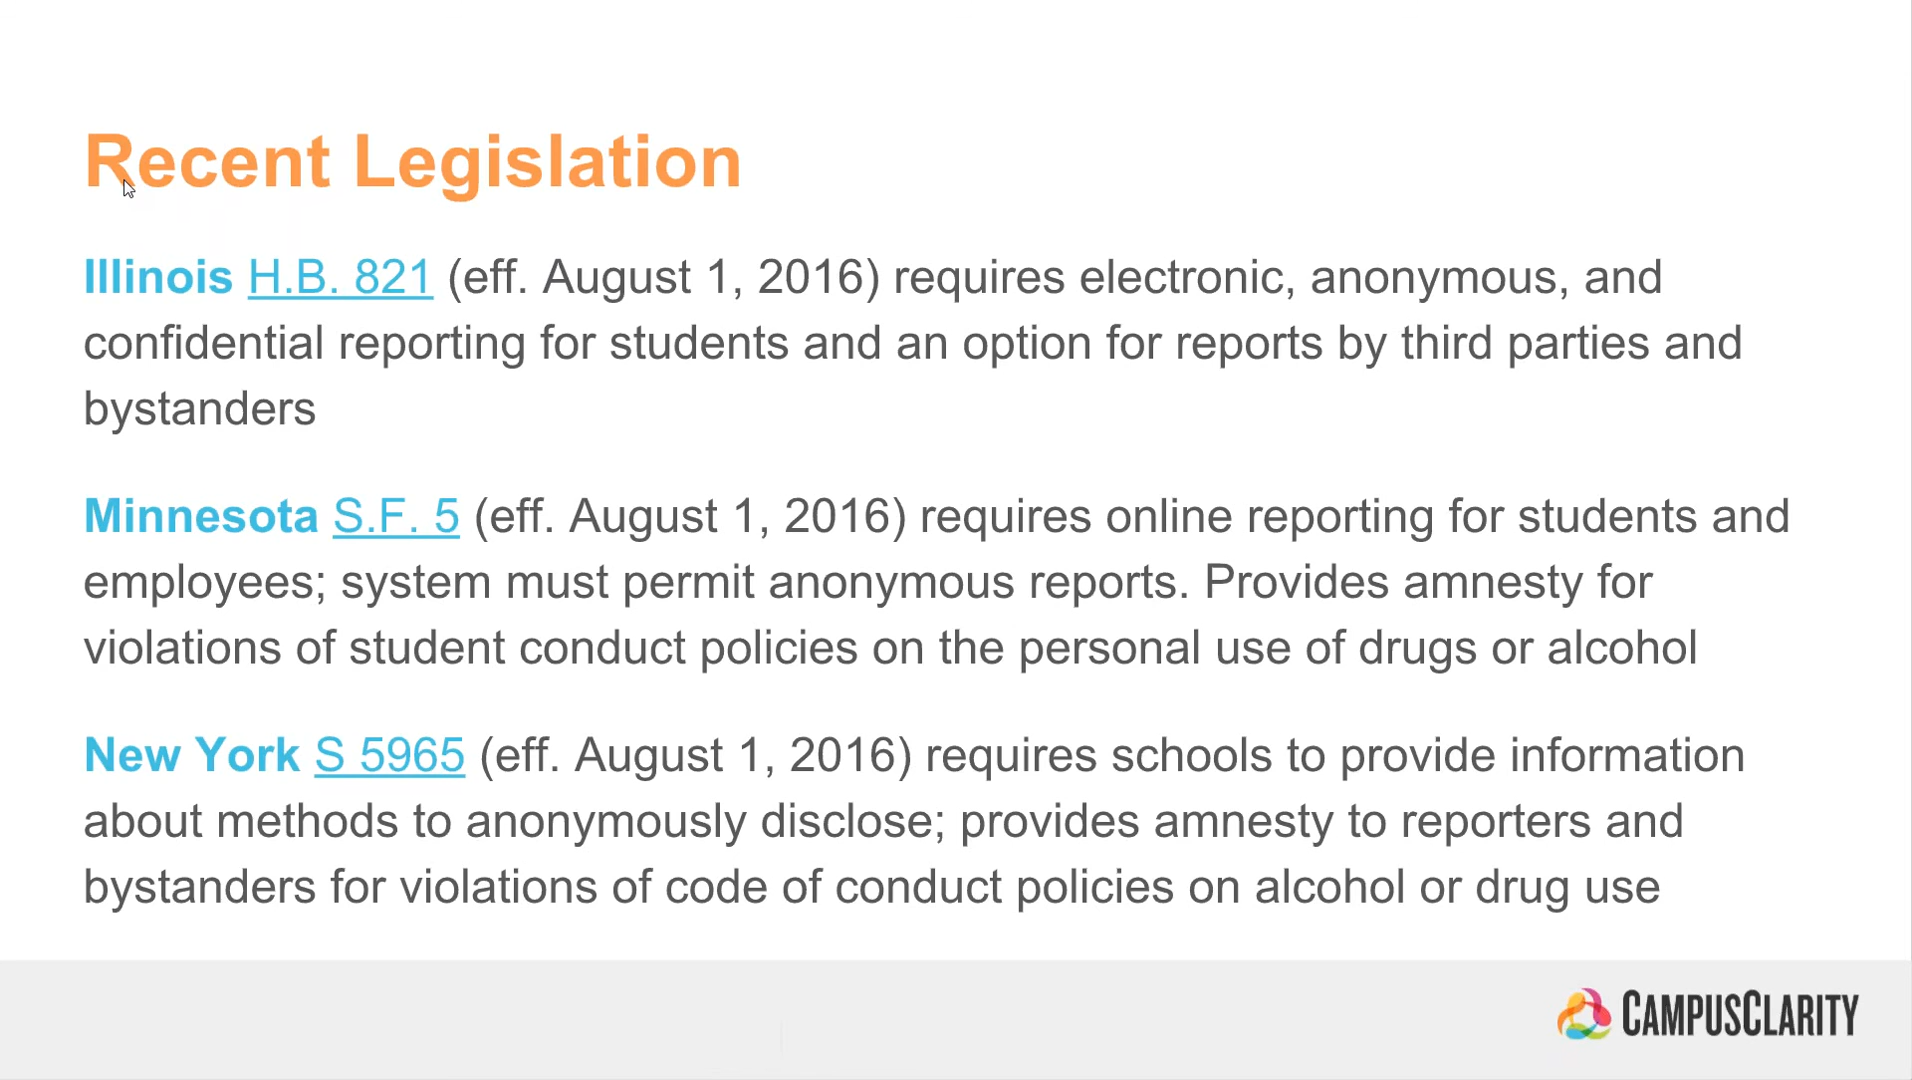 Recent Legislation
Illinois H.B. 821 (eff. August 1, 2016) requires electronic, anonymous, and
confidential reporting for students and an option for reports by third parties and
bystanders
Minnesota S.F. 5 (eff. August 1, 2016) requires online reporting for students and
employees; system must permit anonymous reports. Provides amnesty for
violations of student conduct policies on the personal use of drugs or alcohol
New York S 5965 (eff. August 1, 2016) requires schools to provide information
about methods to anonymously disclose; provides amnesty to reporters and
bystanders for violations of code of conduct policies on alcohol or drug use
CAMPUSCLARITY